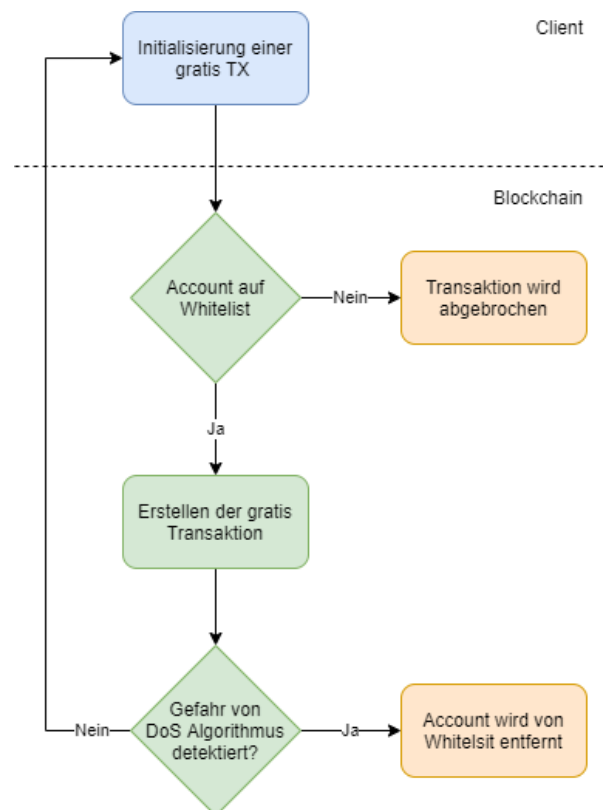 Client
Initialisierung einer
gratis TX
Blockchain
Account auf
Whitelist
Nein
Transaktion wird
abgebrochen
Ja
Erstellen der gratis
Transaktion
Nein
Gefahr von
DoS Algorithmus
detektiert?
Ja
Account wird von
Whitelsit entfernt